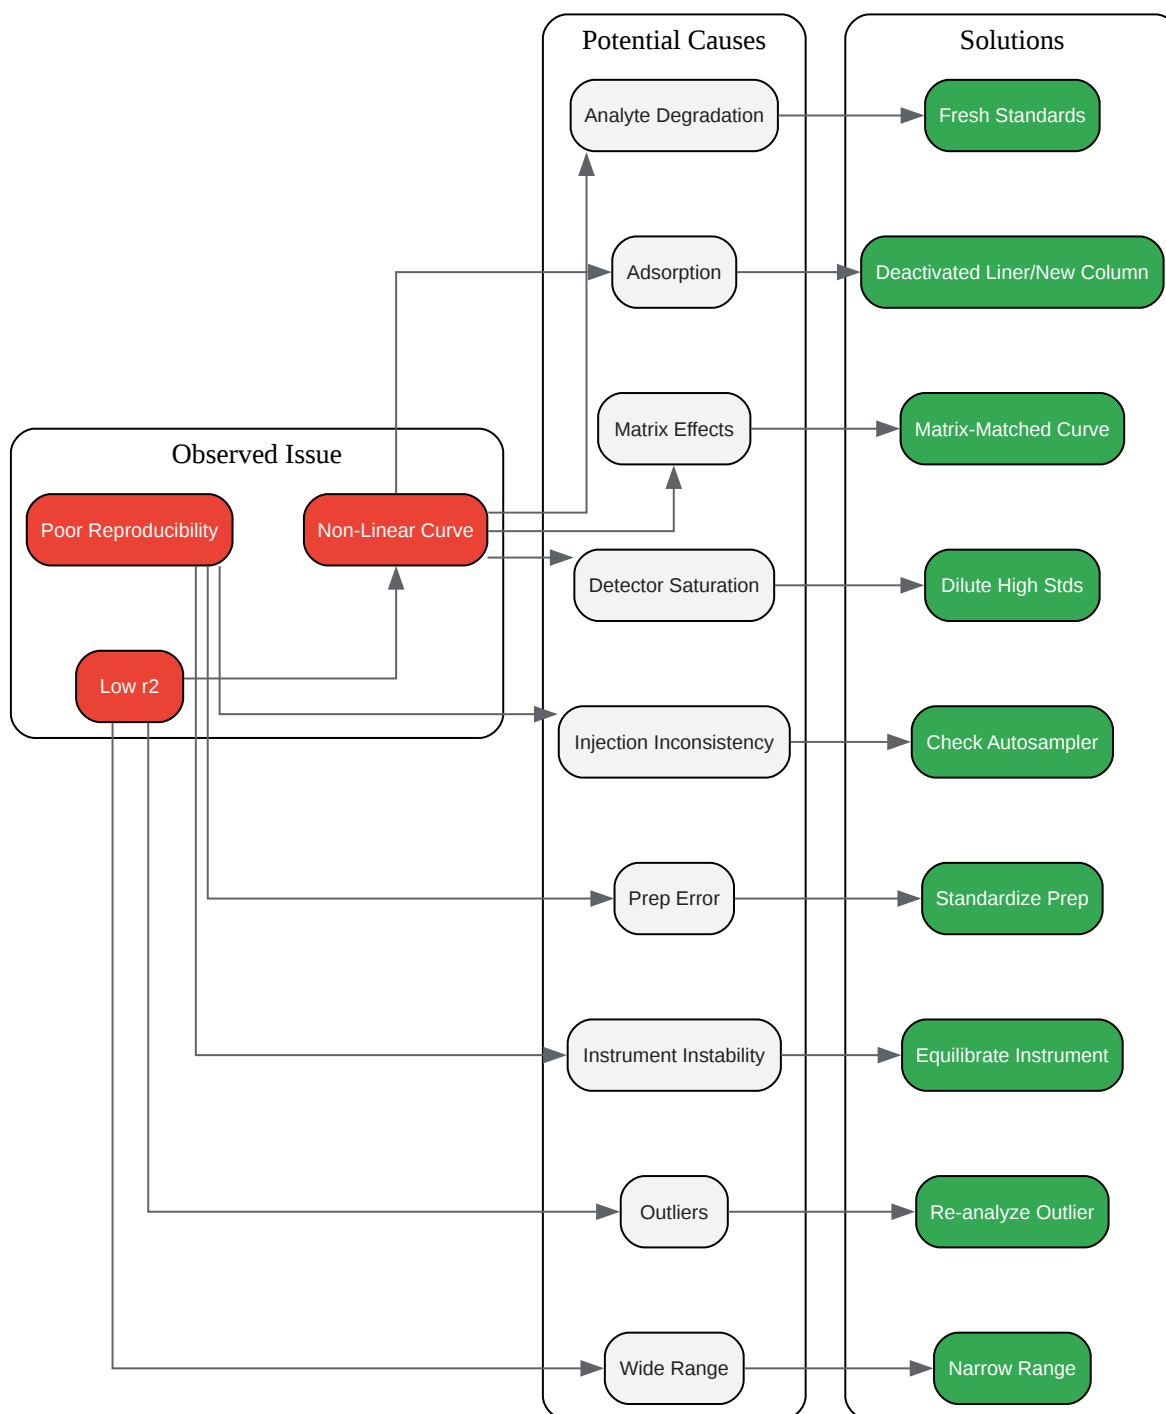 Potential Causes
Solutions
Analyte Degradation
Fresh Standards
Adsorption
Deactivated Liner/New Column
Matrix Effects
Matrix-Matched Curve
Observed Issue
Poor Reproducibility
Non-Linear Curve
Detector Saturation
Dilute High Stds
Low r2
Injection Inconsistency
Check Autosampler
Prep Error
Standardize Prep
Instrument Instability
Equilibrate Instrument
Outliers
Re-analyze Outlier
Wide Range
Narrow Range